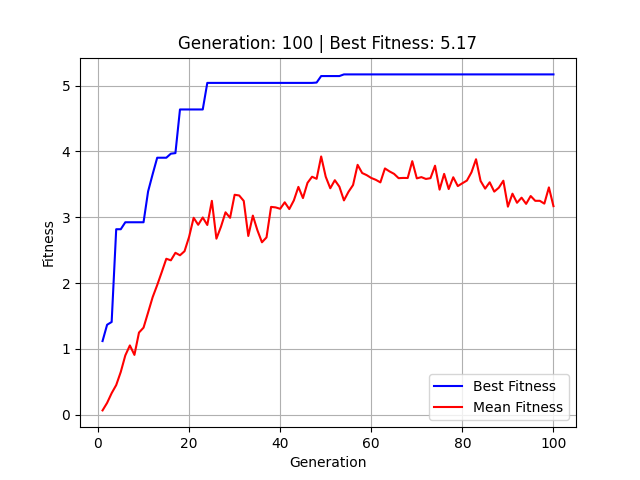 Generation: 100 | Best Fitness: 5.17
5
4
3
2
1
0
Fitness
0 20 40 60 80 100
Generation
Best Fitness
Mean Fitness